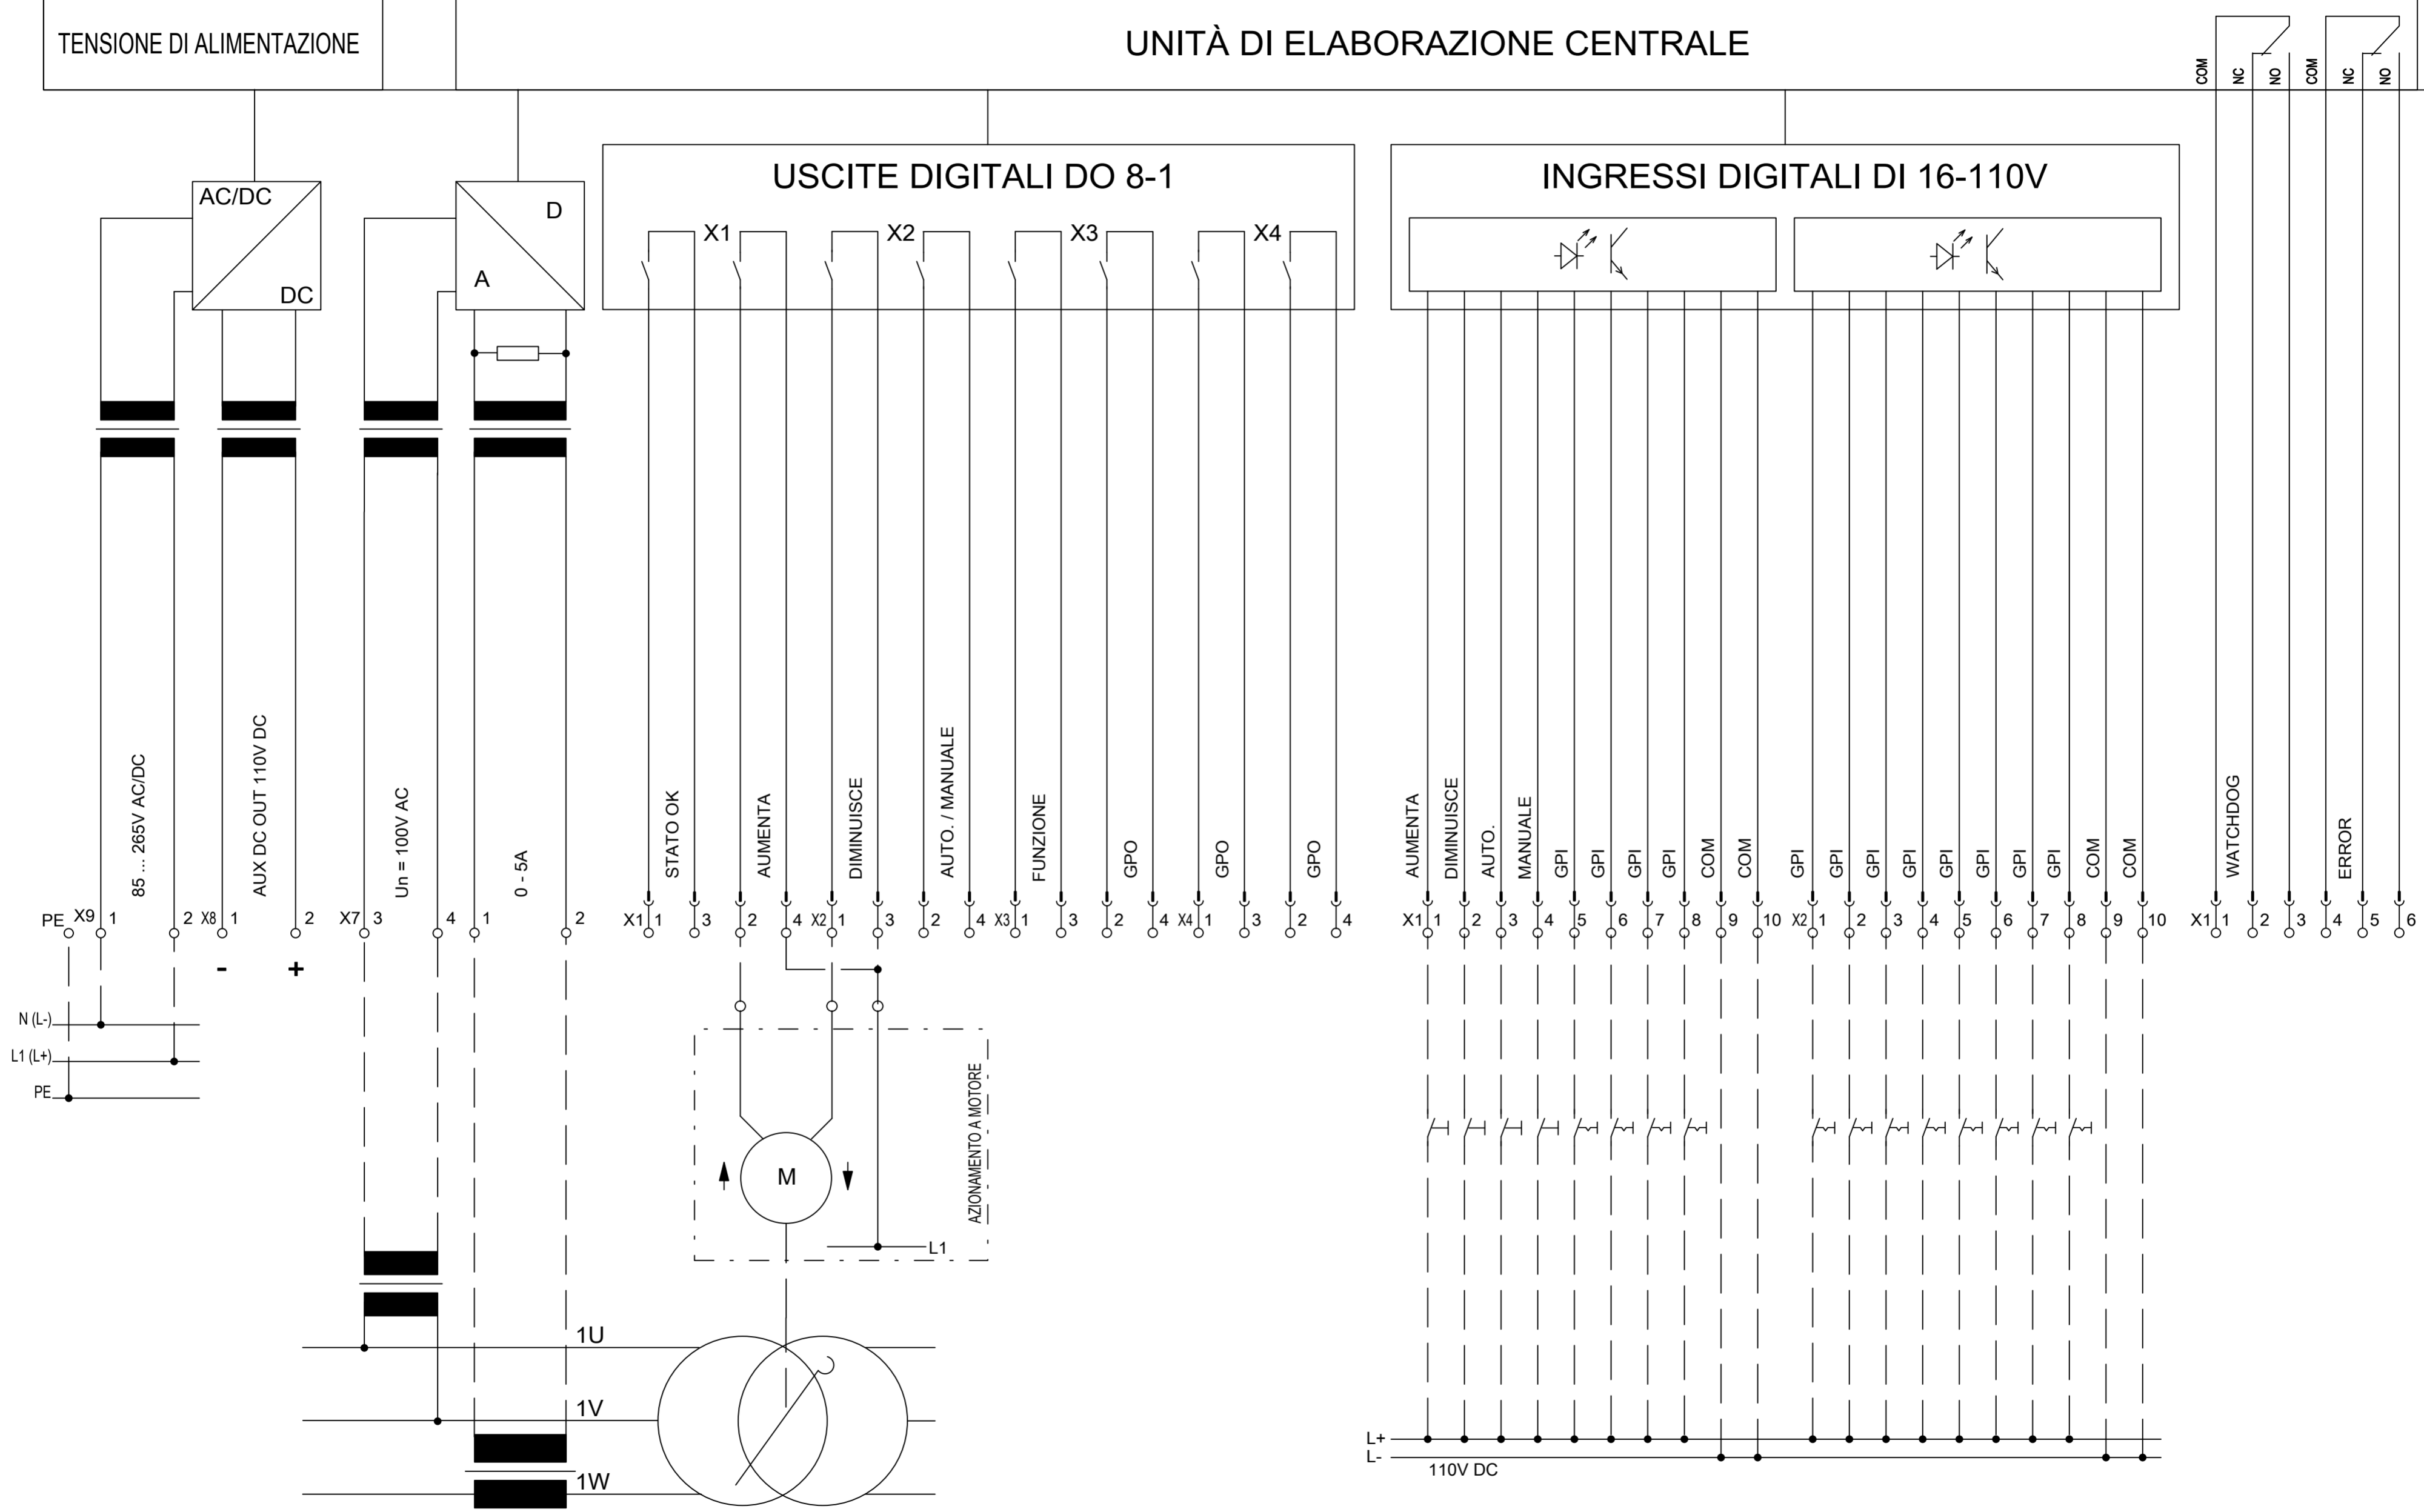 TENSIONE DI ALIMENTAZIONE
UNITÀ DI ELABORAZIONE CENTRALE
COM
NC
NO
COM
NC
NO
AC/DC
DC
D
A
USCITE DIGITALI DO 8-1
X1
X2
X3
X4
INGRESSI DIGITALI DI 16-110V
85 ... 265V AC/DC
AUX DC OUT 110V DC
Un = 100V AC
0 - 5A
STATO OK
AUMENTA
DIMINUISCE
AUTO. / MANUALE
FUNZIONE
GPO
GPO
GPO
AUMENTA
DIMINUISCE
AUTO.
MANUALE
GPI
GPI
GPI
GPI
COM
COM
GPI
GPI
GPI
GPI
GPI
GPI
GPI
GPI
COM
COM
WATCHDOG
ERROR
PE X9 1 2 X8 1 2 X7 3 4 1 2
X1 1 3 2 4 X2 1 3 2 4 X3 1 3 2 4 X4 1 3 2 4
X1 1 2 3 4 5 6 7 8 9 10 X2 1 2 3 4 5 6 7 8 9 10
X1 1 2 3 4 5 6
- +
N (L-)
L1 (L+)
PE
AZIONAMENTO A MOTORE
M
L1
1U
1V
1W
L+
L-
110V DC